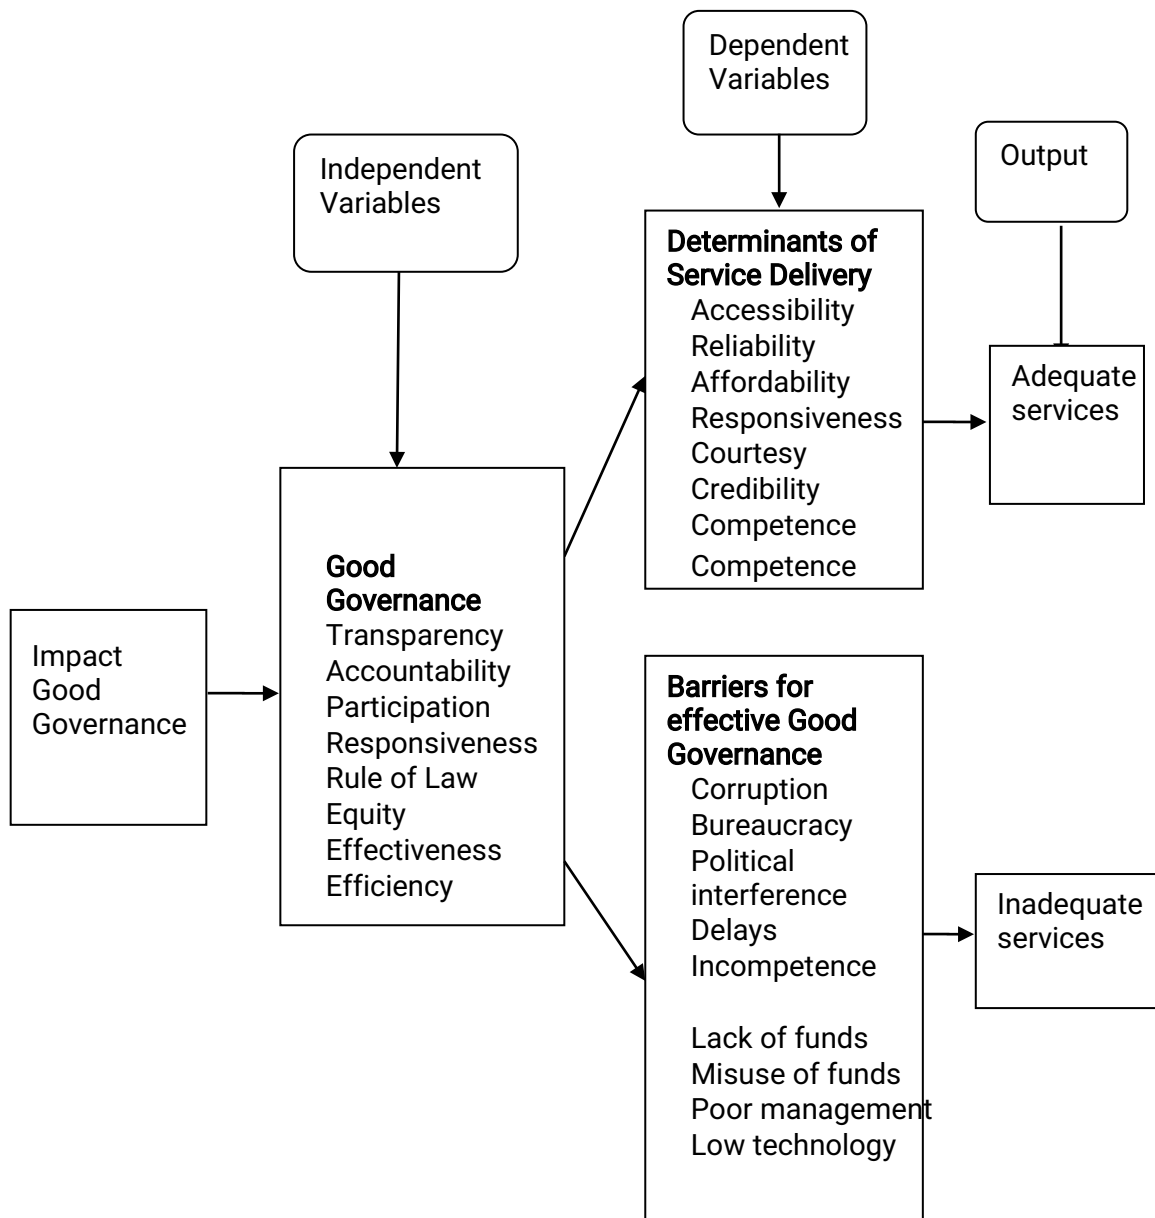 Dependent
Variables
Independent
Variables
Output
Determinants of
Service Delivery
Accessibility
Reliability
Affordability
Responsiveness
Courtesy
Credibility
Competence
Competence
Adequate
services
Impact
Good
Governance
Good
Governance
Transparency
Accountability
Participation
Responsiveness
Rule of Law
Equity
Effectiveness
Efficiency
Barriers for
effective Good
Governance
Corruption
Bureaucracy
Political
interference
Delays
Incompetence
Lack of funds
Misuse of funds
Poor management
Low technology
Inadequate
services